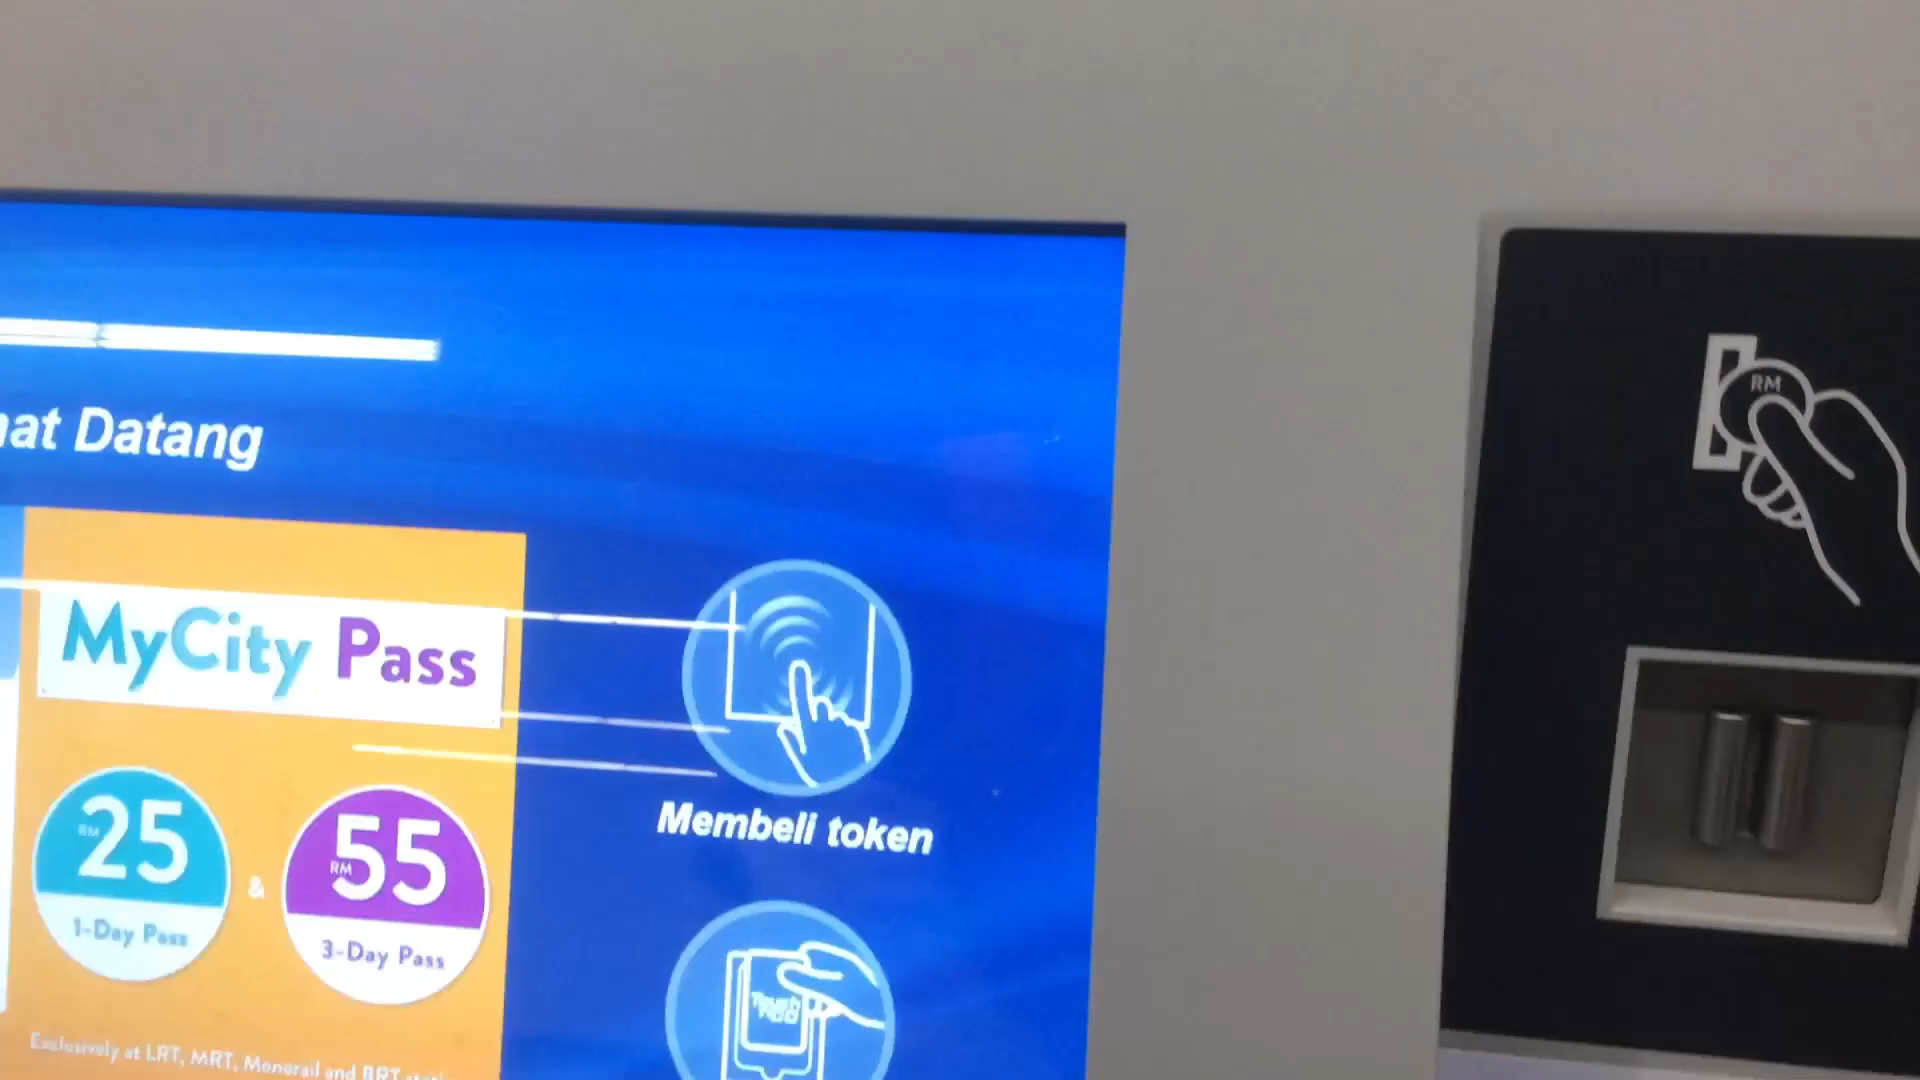 Datang
MyCity Pass
RM 25
1-Day Pass
&
RM 55
3-Day Pass
Exclusively at LRT, MRT, Monorail and BRT
Membeli token
Touch
RM